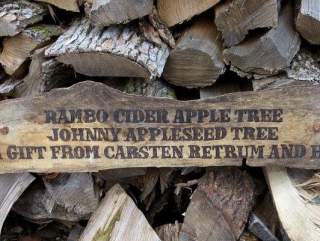 RAMBO CIDER APPLE TREE
JOHNNY APPLESEED TREE
A GIFT FROM CARSTEN RETRUM AND